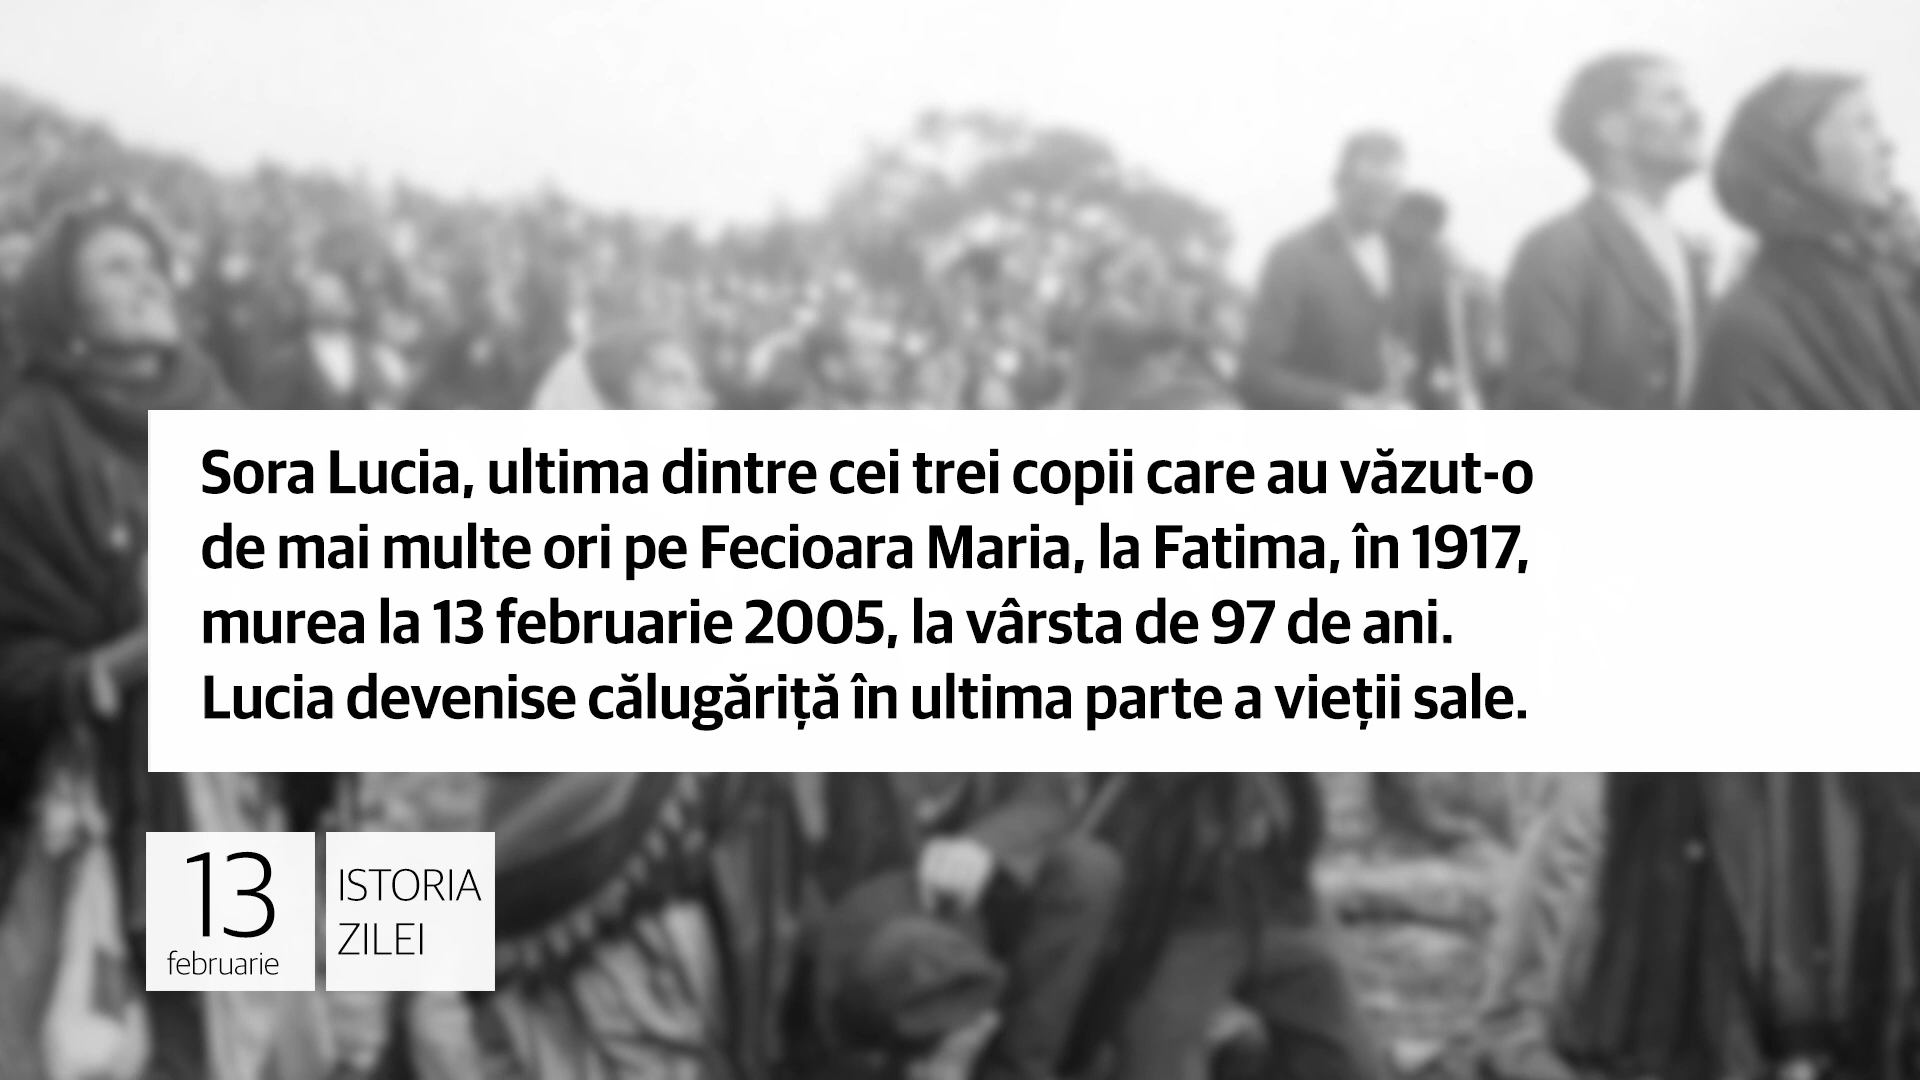 Sora Lucia, ultima dintre cei trei copii care au văzut-o
de mai multe ori pe Fecioara Maria, la Fatima, în 1917,
murea la 13 februarie 2005, la vârsta de 97 de ani.
Lucia devenise călugăriță în ultima parte a vieții sale.
13
februarie
ISTORIA
ZILEI